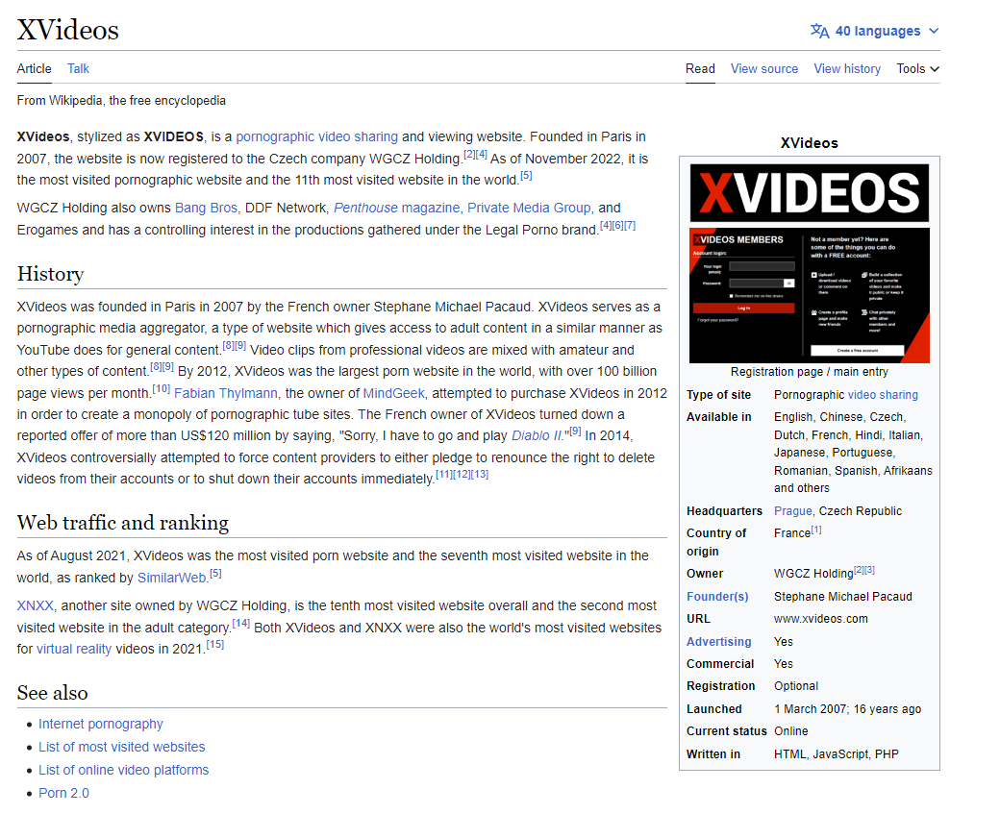 XVideos
40 languages
Article Talk
Read View source View history Tools
From Wikipedia, the free encyclopedia
XVideos, stylized as XVIDEOS, is a pornographic video sharing and viewing website. Founded in Paris in
2007, the website is now registered to the Czech company WGCZ Holding.[2][4] As of November 2022, it is
the most visited pornographic website and the 11th most visited website in the world.[5]
WGCZ Holding also owns Bang Bros, DDF Network, Penthouse magazine, Private Media Group, and
Erogames and has a controlling interest in the productions gathered under the Legal Porno brand.[4][6][7]
History
XVideos was founded in Paris in 2007 by the French owner Stephane Michael Pacaud. XVideos serves as a
pornographic media aggregator, a type of website which gives access to adult content in a similar manner as
YouTube does for general content.[8][9] Video clips from professional videos are mixed with amateur and
other types of content.[8][9] By 2012, XVideos was the largest porn website in the world, with over 100 billion
page views per month.[10] Fabian Thylmann, the owner of MindGeek, attempted to purchase XVideos in 2012
in order to create a monopoly of pornographic tube sites. The French owner of XVideos turned down a
reported offer of more than US$120 million by saying, "Sorry, I have to go and play Diablo II."[9] In 2014,
XVideos controversially attempted to force content providers to either pledge to renounce the right to delete
videos from their accounts or to shut down their accounts immediately.[11][12][13]
Web traffic and ranking
As of August 2021, XVideos was the most visited porn website and the seventh most visited website in the
world, as ranked by SimilarWeb.[5]
XNXX, another site owned by WGCZ Holding, is the tenth most visited website overall and the second most
visited website in the adult category.[14] Both XVideos and XNXX were also the world's most visited websites
for virtual reality videos in 2021.[15]
See also
• Internet pornography
• List of most visited websites
• List of online video platforms
• Porn 2.0
XVideos
XVIDEOS
XVIDEOS MEMBERS
Account login:
Your login
(email):
Password:
Remember me on this device
Log in
Forgot your password?
Not a member yet? Here are
some of the things you can do
with a FREE account:
Upload /
download videos
or comment on
them
Build a collection
of your favorite
videos and make
it public or keep it
private
Create a profile
page and make
new friends
Chat privately
with other
members and
more!
Create a free account
Registration page / main entry
Type of site Pornographic video sharing
Available in English, Chinese, Czech,
Dutch, French, Hindi, Italian,
Japanese, Portuguese,
Romanian, Spanish, Afrikaans
and others
Headquarters Prague, Czech Republic
Country of France[1]
origin
Owner WGCZ Holding[2][3]
Founder(s) Stephane Michael Pacaud
URL www.xvideos.com
Advertising Yes
Commercial Yes
Registration Optional
Launched 1 March 2007; 16 years ago
Current status Online
Written in HTML, JavaScript, PHP